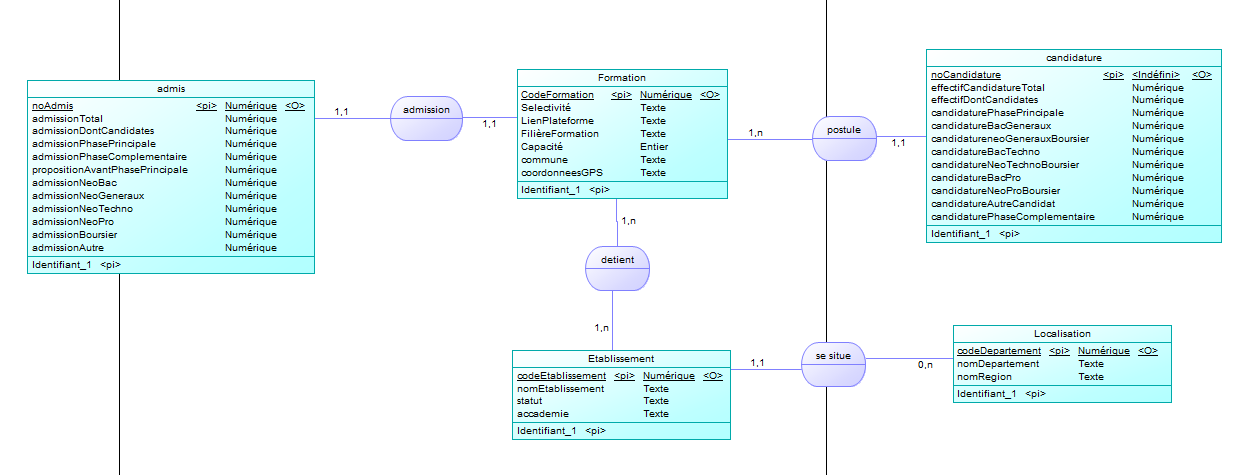 admis
noAdmis <pi> Numérique <O>
admissionTotal Numérique
admissionDontCandidates Numérique
admissionPhasePrincipale Numérique
admissionPhaseComplementaire Numérique
propositionAvantPhasePrincipale Numérique
admissionNeoBac Numérique
admissionNeoGeneraux Numérique
admissionNeoTechno Numérique
admissionNeoPro Numérique
admissionBoursier Numérique
admissionAutre Numérique
Identifiant_1 <pi>
1,1
admission
1,1
Formation
CodeFormation <pi> Numérique <O>
Selectivité Texte
LienPlateforme Texte
FilièreFormation Texte
Capacité Entier
commune Texte
coordonneesGPS Texte
Identifiant_1 <pi>
1,n
postule
1,1
candidature
noCandidature <pi> <Indéfini> <O>
effectifCandidatureTotal Numérique
effectifDontCandidates Numérique
candidaturePhasePrincipale Numérique
candidatureBacGeneraux Numérique
candidatureneoGenerauxBoursier Numérique
candidatureBacTechno Numérique
candidatureNeoTechnoBoursier Numérique
candidatureBacPro Numérique
candidatureNeoProBoursier Numérique
candidatureAutreCandidat Numérique
candidaturePhaseComplementaire Numérique
Identifiant_1 <pi>
1,n
detient
1,n
Etablissement
codeEtablissement <pi> Numérique <O>
nomEtablissement Texte
statut Texte
accademie Texte
Identifiant_1 <pi>
1,1
se situe
0,n
Localisation
codeDepartement <pi> Numérique <O>
nomDepartement Texte
nomRegion Texte
Identifiant_1 <pi>